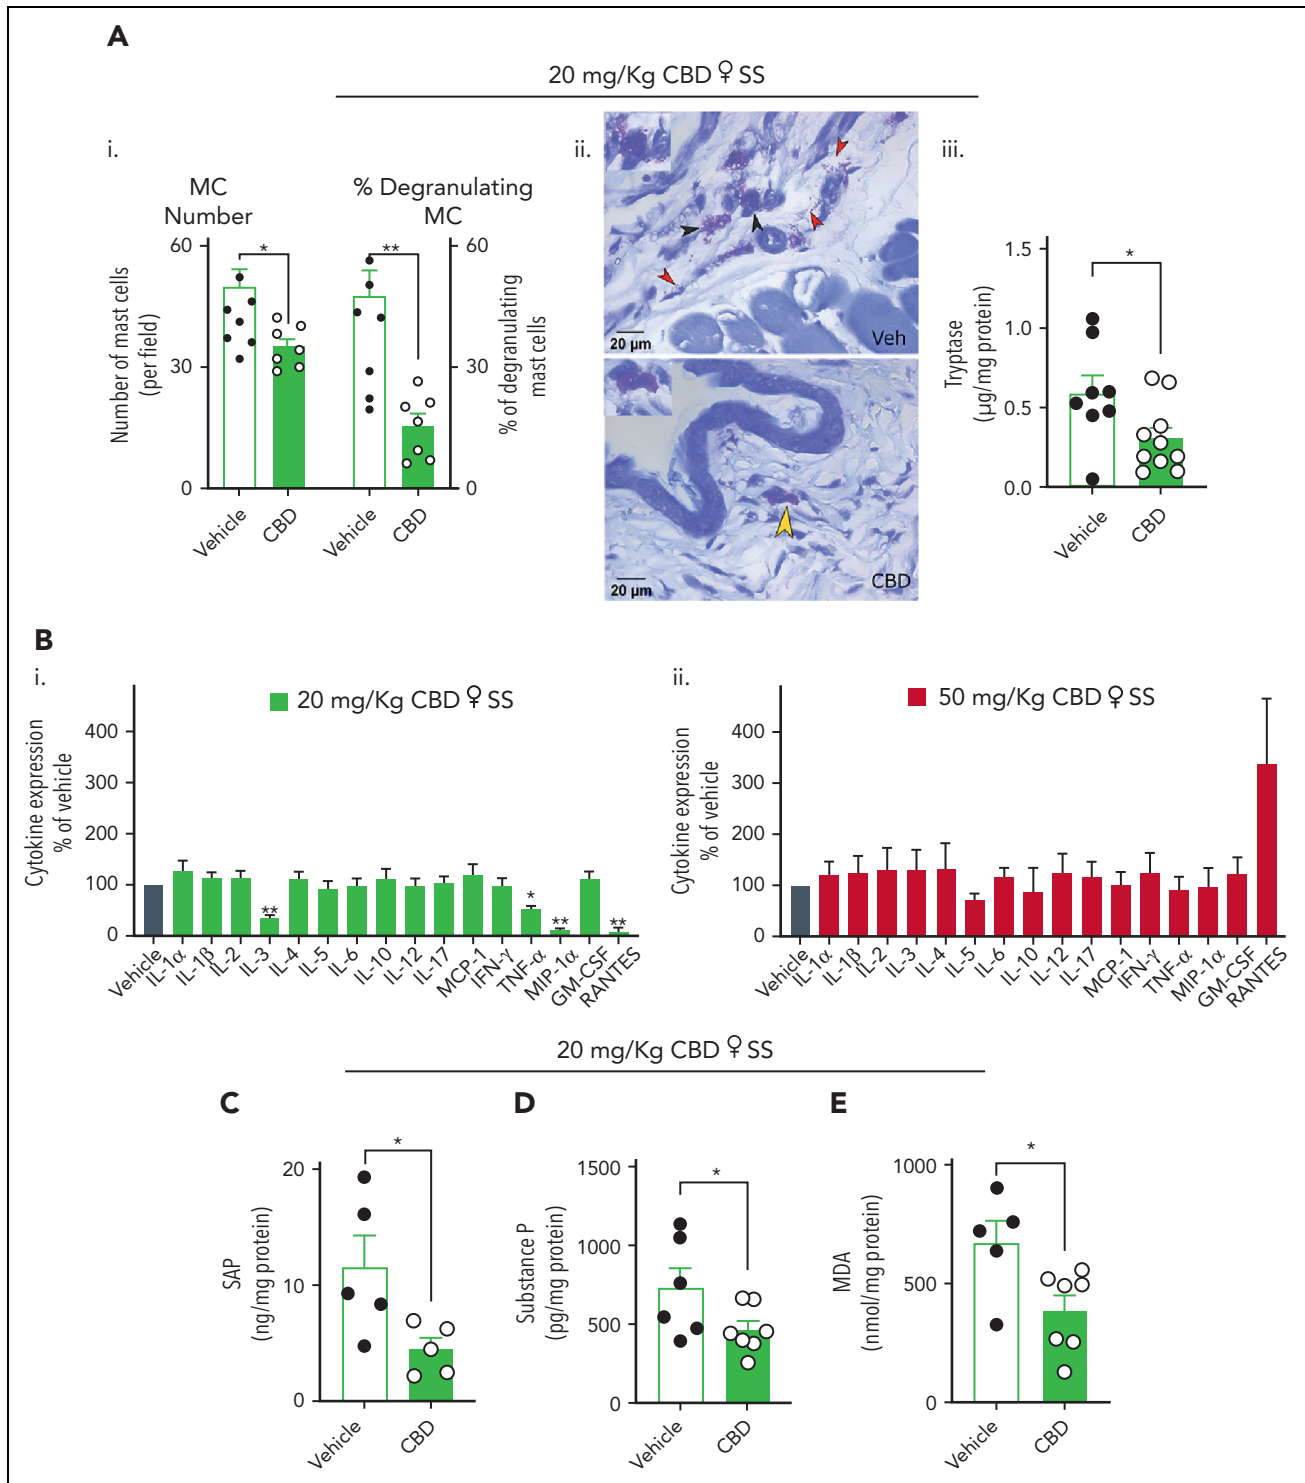 A
20 mg/Kg CBD ♀ SS
i.
MC
Number
% Degranulating
MC
60
30
0
Number of mast cells
(per field)
*
**
60
30
0
% of degranulating
mast cells
Vehicle
CBD
Vehicle
CBD
ii.
20 µm
Veh
20 µm
CBD
iii.
1.5
1.0
0.5
0.0
Tryptase
(µg/mg protein)
*
Vehicle
CBD
B
i.
20 mg/Kg CBD ♀ SS
400
300
200
100
0
Cytokine expression
% of vehicle
**
*
**
**
Vehicle
IL-1α
IL-1β
IL-2
IL-3
IL-4
IL-5
IL-6
IL-10
IL-12
IL-17
MCP-1
IFN-γ
TNF-α
MIP-1α
GM-CSF
RANTES
ii.
50 mg/Kg CBD ♀ SS
400
300
200
100
0
Cytokine expression
% of vehicle
Vehicle
IL-1α
IL-1β
IL-2
IL-3
IL-4
IL-5
IL-6
IL-10
IL-12
IL-17
MCP-1
IFN-γ
TNF-α
MIP-1α
GM-CSF
RANTES
20 mg/Kg CBD ♀ SS
C
20
10
0
SAP
(ng/mg protein)
*
Vehicle
CBD
D
1500
1000
500
0
Substance P
(pg/mg protein)
*
Vehicle
CBD
E
1000
500
0
MDA
(nmol/mg protein)
*
Vehicle
CBD